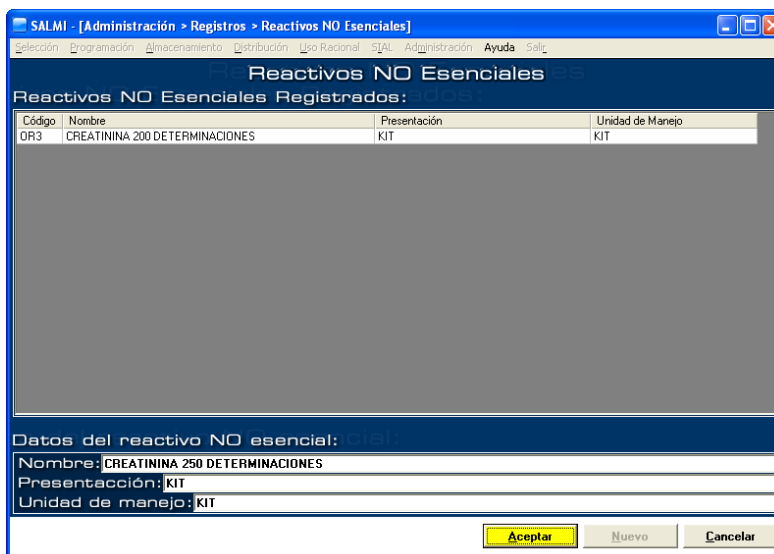 SALMI - [Administración > Registros > Reactivos NO Esenciales]
Selección Programación Almacenamiento Distribución Uso Racional SIAL Administración Ayuda Salir
Reactivos NO Esenciales
Reactivos NO Esenciales Registrados:
Código Nombre Presentación Unidad de Manejo
OR3 CREATININA 200 DETERMINACIONES KIT KIT
Datos del reactivo NO esencial:
Nombre: CREATININA 250 DETERMINACIONES
Presentacción: KIT
Unidad de manejo: KIT
Aceptar Nuevo Cancelar